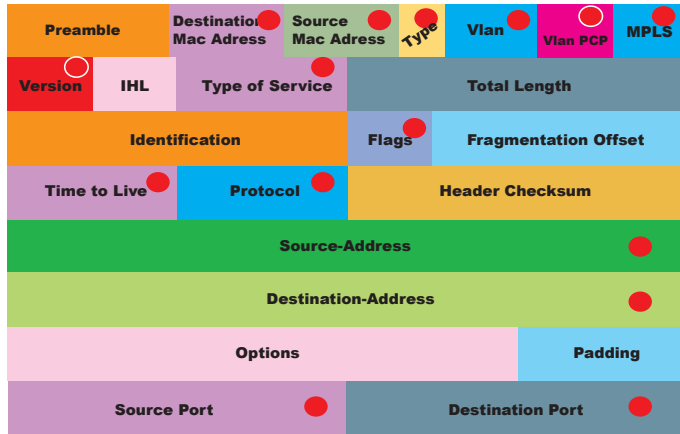 Preamble
Destination
Mac Adress
Source
Mac Adress
Type
Vlan
Vlan PCP
MPLS
Version
IHL
Type of Service
Total Length
Identification
Flags
Fragmentation Offset
Time to Live
Protocol
Header Checksum
Source-Address
Destination-Address
Options
Padding
Source Port
Destination Port